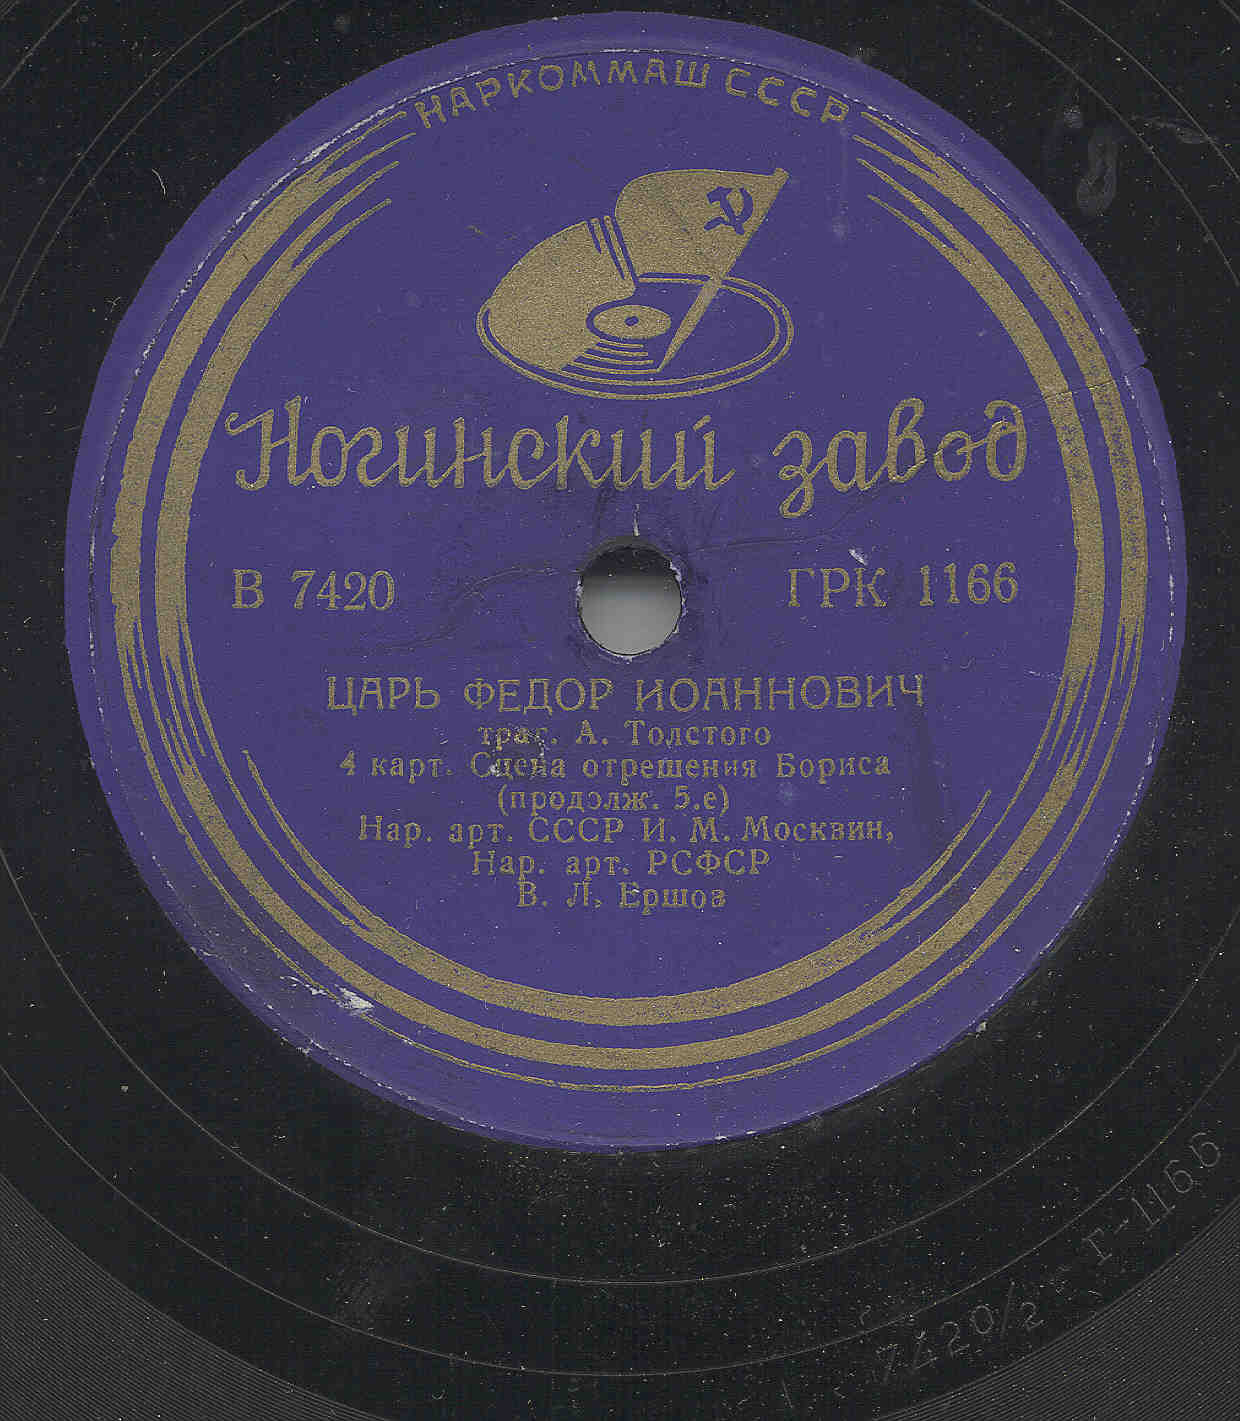 НАРКОММАШ СССР
Ногинский завод
В 7420 ГРК 1166
ЦАРЬ ФЕДОР ИОАННОВИЧ
траг. А. Толстого
4 карт. Сцена отрешения Бориса
(продолж. 5.е)
Нар. арт. СССР И. М. Москвин,
Нар. арт. РСФСР
В. Л. Ершов
7420/2 Г-1166